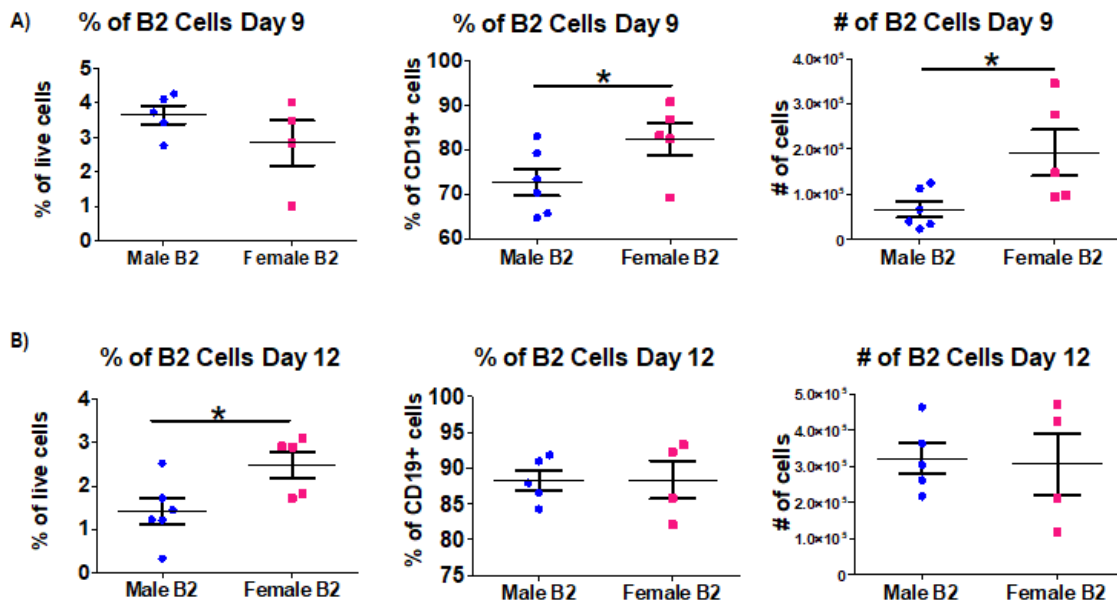 A)
% of B2 Cells Day 9
% of live cells
5
4
3
2
1
0
Male B2 Female B2
% of B2 Cells Day 9
% of CD19+ cells
100
90
80
70
60
*
Male B2 Female B2
# of B2 Cells Day 9
# of cells
4.0×10⁵
3.0×10⁵
2.0×10⁵
1.0×10⁵
0
*
Male B2 Female B2
B)
% of B2 Cells Day 12
% of live cells
4
3
2
1
0
*
Male B2 Female B2
% of B2 Cells Day 12
% of CD19+ cells
100
95
90
85
80
75
Male B2 Female B2
# of B2 Cells Day 12
# of cells
5.0×10⁵
4.0×10⁵
3.0×10⁵
2.0×10⁵
1.0×10⁵
0
Male B2 Female B2